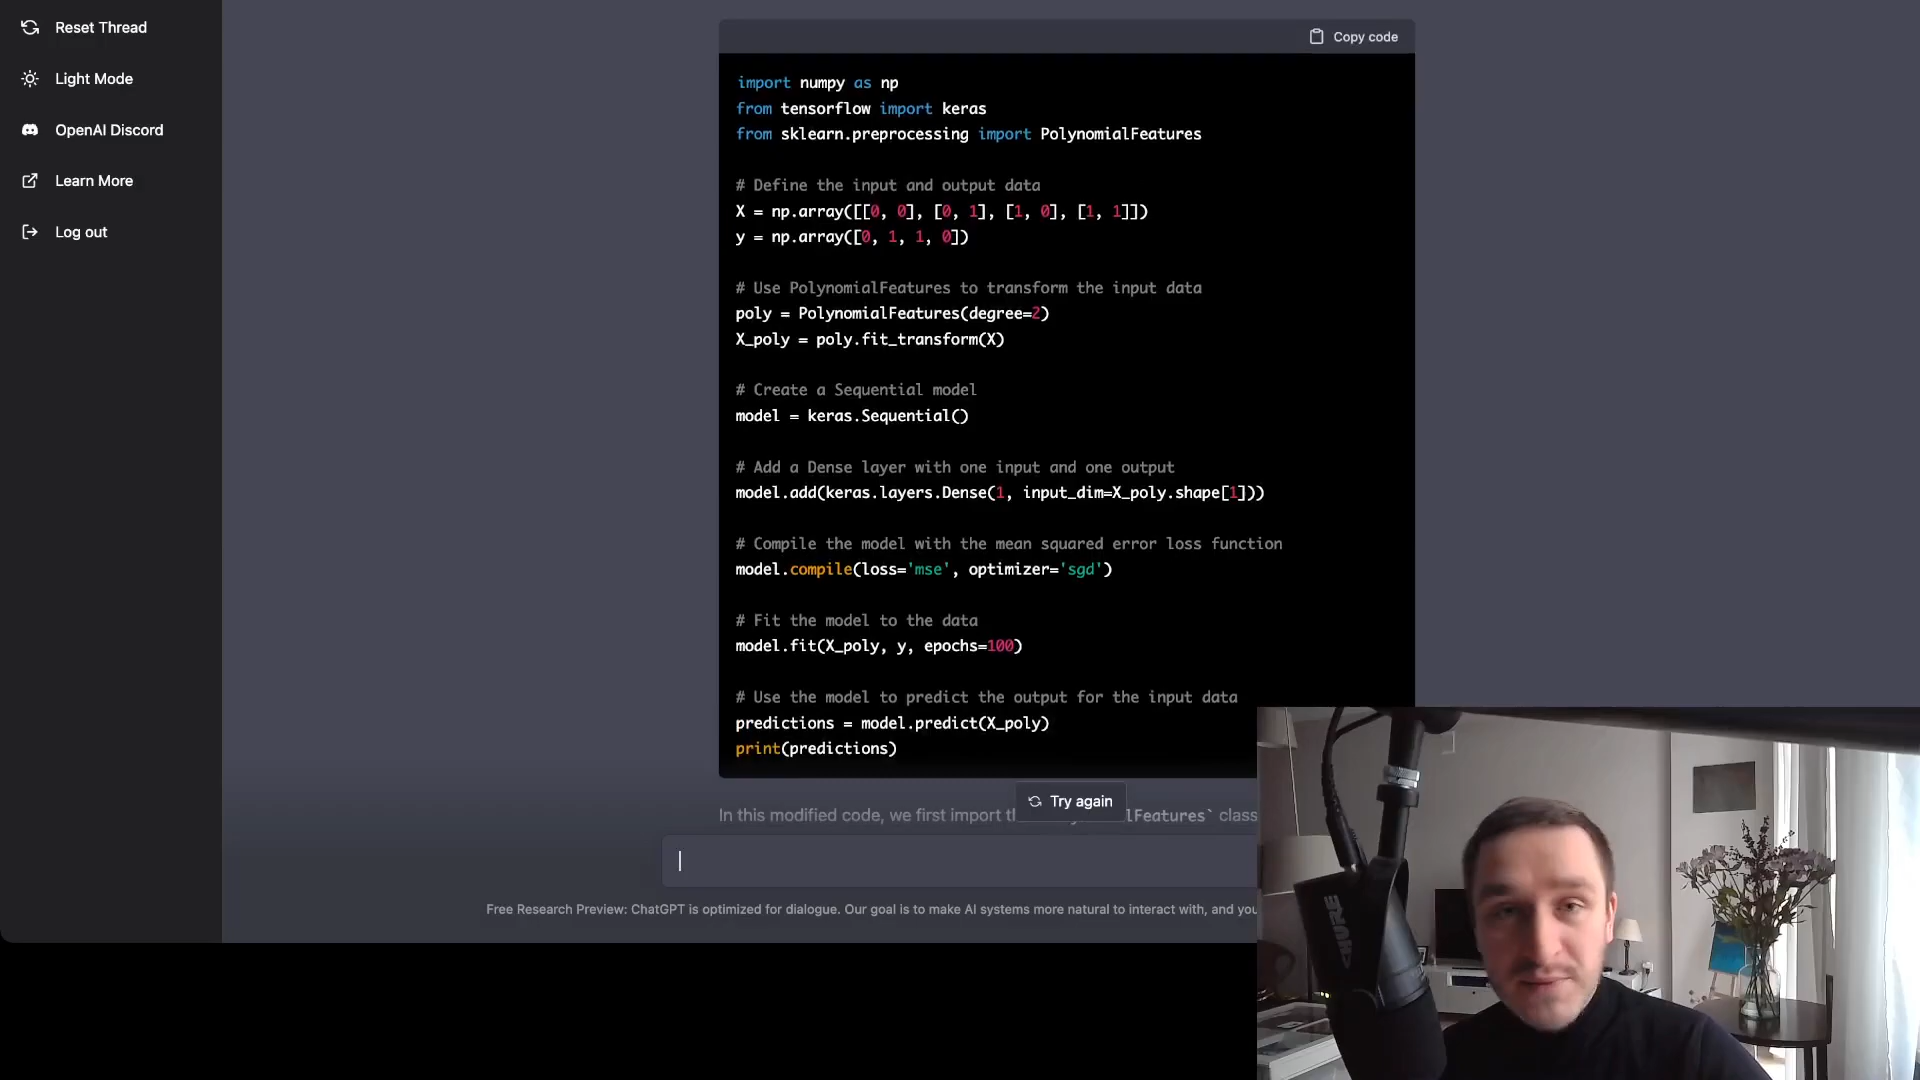 Reset Thread
Light Mode
OpenAI Discord
Learn More
Log out
Copy code
import numpy as np
from tensorflow import keras
from sklearn.preprocessing import PolynomialFeatures
# Define the input and output data
X = np.array([[0, 0], [0, 1], [1, 0], [1, 1]])
y = np.array([0, 1, 1, 0])
# Use PolynomialFeatures to transform the input data
poly = PolynomialFeatures(degree=2)
X_poly = poly.fit_transform(X)
# Create a Sequential model
model = keras.Sequential()
# Add a Dense layer with one input and one output
model.add(keras.layers.Dense(1, input_dim=X_poly.shape[1]))
# Compile the model with the mean squared error loss function
model.compile(loss='mse', optimizer='sgd')
# Fit the model to the data
model.fit(X_poly, y, epochs=100)
# Use the model to predict the output for the input data
predictions = model.predict(X_poly)
print(predictions)
Try again
In this modified code, we first import lFeatures` class
Free Research Preview: ChatGPT is optimized for dialogue. Our goal is to make AI systems more natural to interact with, and you
SHURE